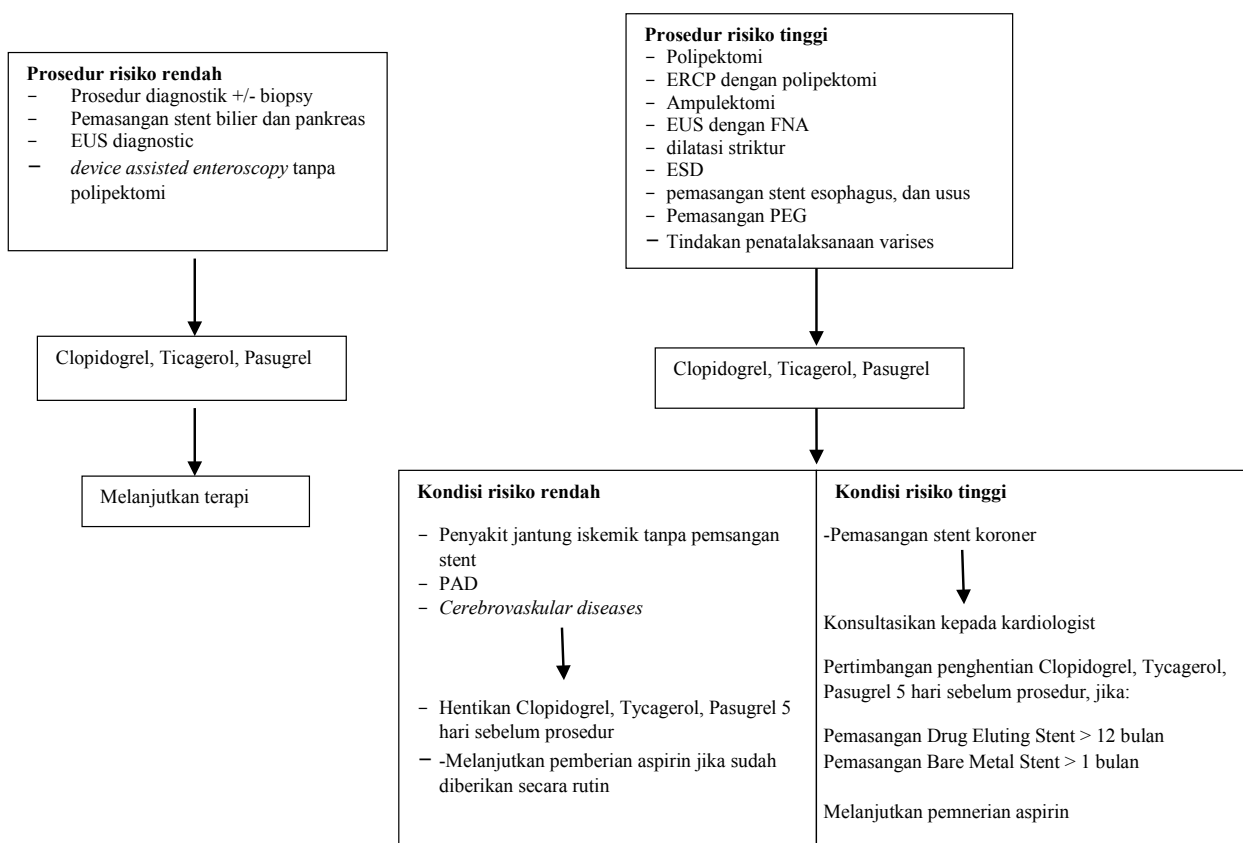 Prosedur risiko rendah
– Prosedur diagnostik +/- biopsy
– Pemasangan stent bilier dan pankreas
– EUS diagnostic
– device assisted enteroscopy tanpa
polipektomi
Clopidogrel, Ticagerol, Pasugrel
Melanjutkan terapi
Prosedur risiko tinggi
– Polipektomi
– ERCP dengan polipektomi
– Ampulektomi
– EUS dengan FNA
– dilatasi striktur
– ESD
– pemasangan stent esophagus, dan usus
– Pemasangan PEG
– Tindakan penatalaksanaan varises
Clopidogrel, Ticagerol, Pasugrel
Kondisi risiko rendah
– Penyakit jantung iskemik tanpa pemsangan
stent
– PAD
– Cerebrovaskular diseases
– Hentikan Clopidogrel, Tycagerol, Pasugrel 5
hari sebelum prosedur
– -Melanjutkan pemberian aspirin jika sudah
diberikan secara rutin
Kondisi risiko tinggi
-Pemasangan stent koroner
Konsultasikan kepada kardiologist
Pertimbangan penghentian Clopidogrel, Tycagerol,
Pasugrel 5 hari sebelum prosedur, jika:
Pemasangan Drug Eluting Stent > 12 bulan
Pemasangan Bare Metal Stent > 1 bulan
Melanjutkan pemnerian aspirin